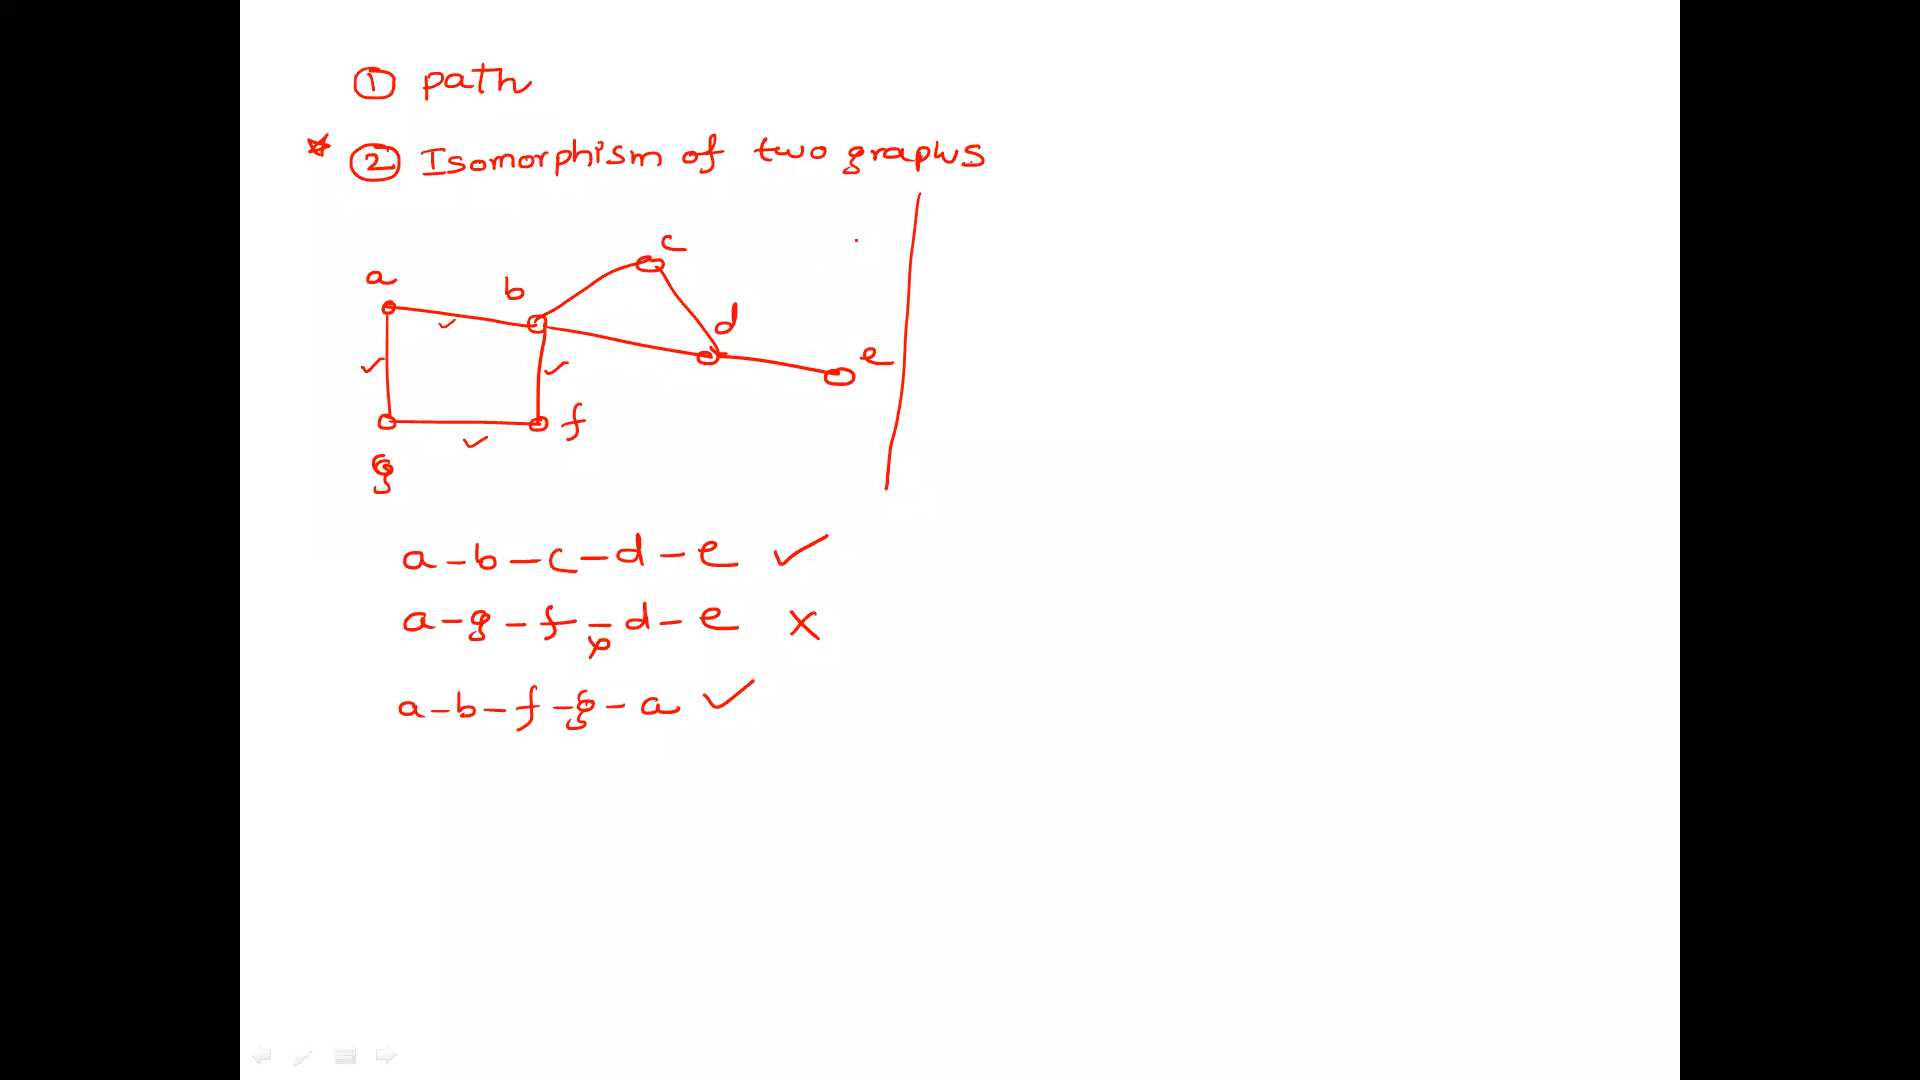 ① path
② Isomorphism of two graphs
c
a
b
d
e
f
g
a - b - c - d - e ✓
a - g - f - d - e ×
a - b - f - g - a ✓